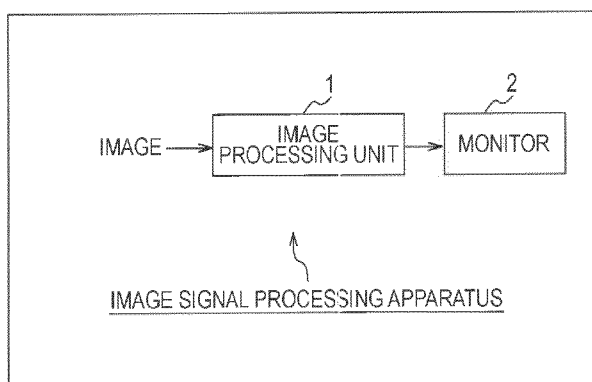 1
2
IMAGE
IMAGE
PROCESSING UNIT
MONITOR
IMAGE SIGNAL PROCESSING APPARATUS